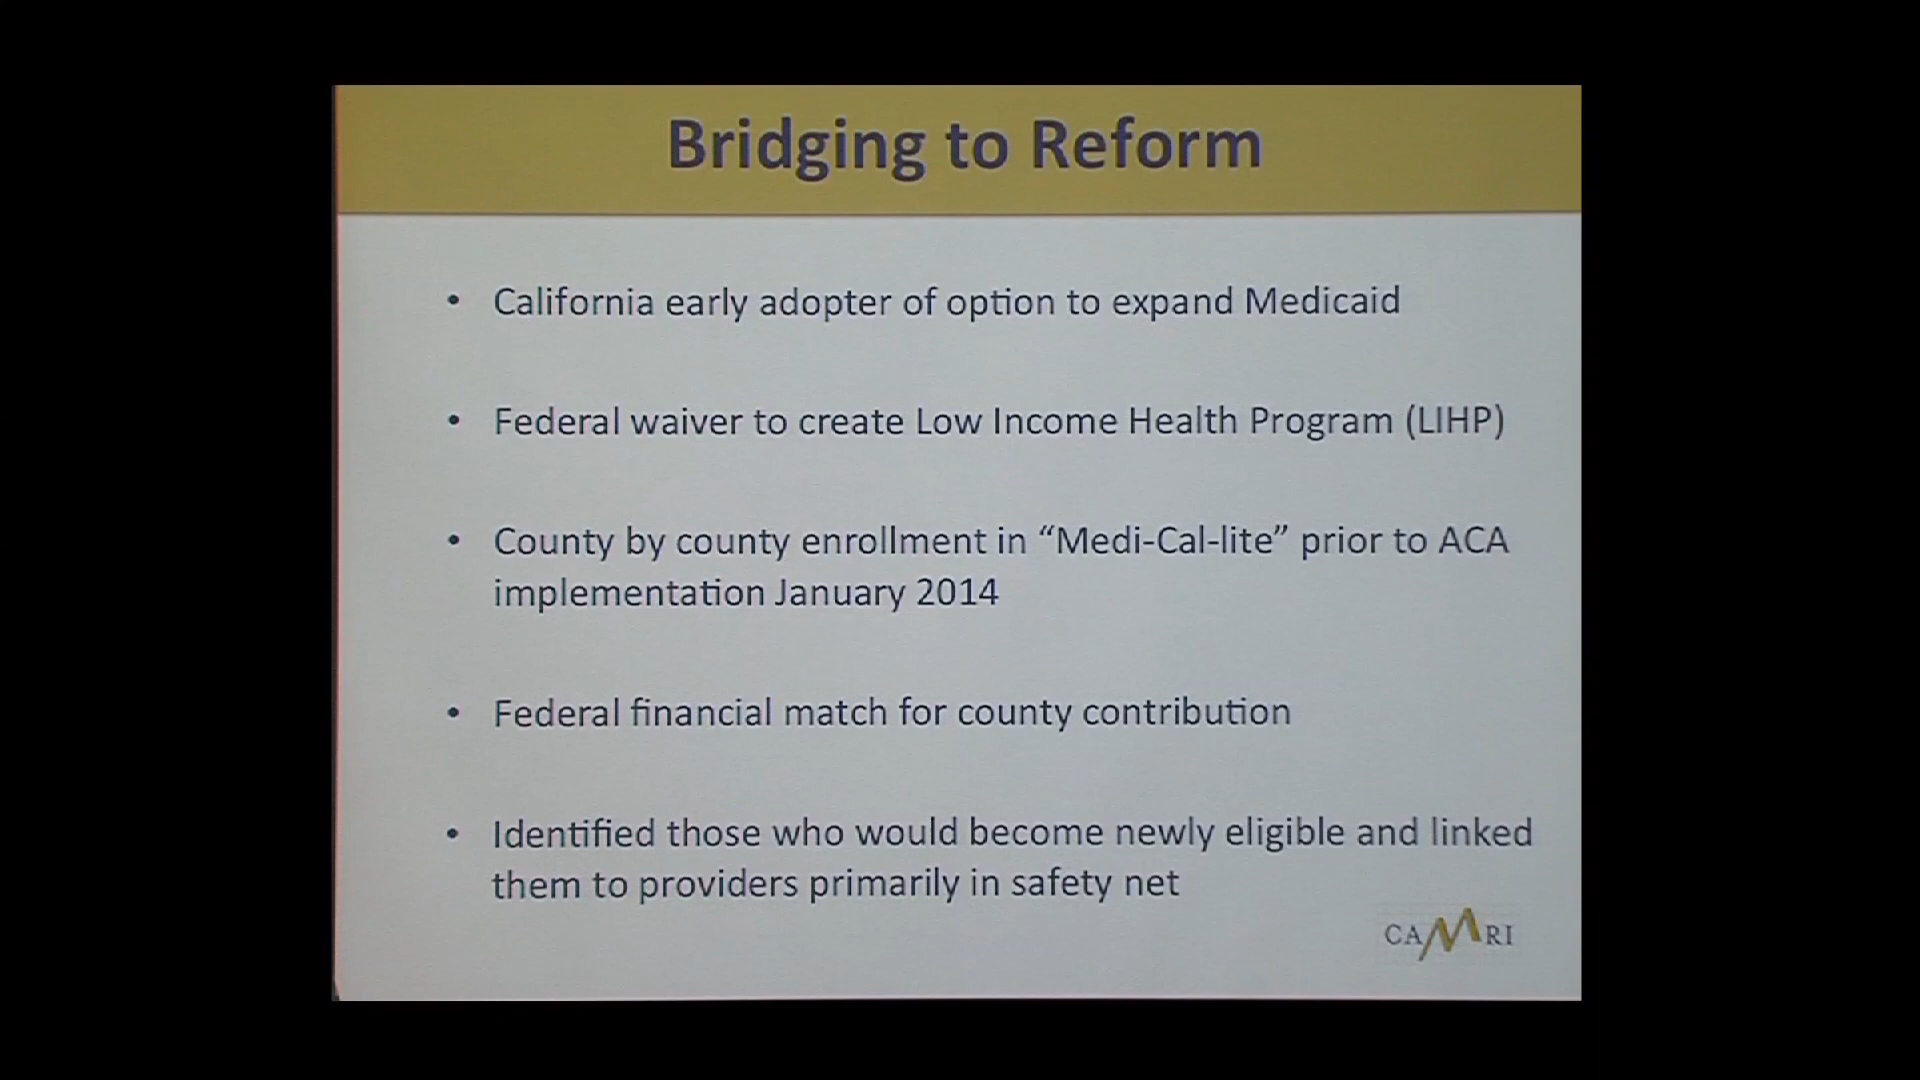 Bridging to Reform
• California early adopter of option to expand Medicaid
• Federal waiver to create Low Income Health Program (LIHP)
• County by county enrollment in “Medi-Cal-lite” prior to ACA
implementation January 2014
• Federal financial match for county contribution
• Identified those who would become newly eligible and linked
them to providers primarily in safety net
CAMRI